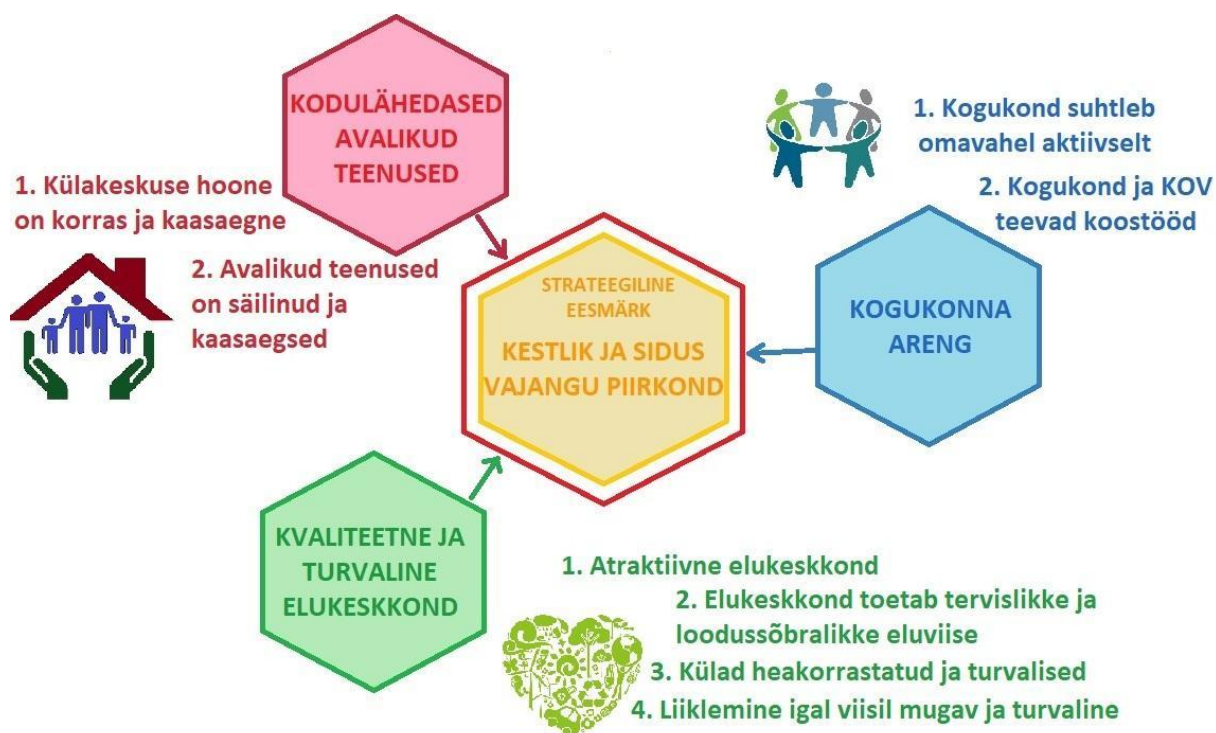 KODULÄHEDASED
AVALIKUD
TEENUSED
1. Külakeskuse hoone
on korras ja kaasaegne
2. Avalikud teenused
on säilinud ja
kaasaegsed
1. Kogukond suhtleb
omavahel aktiivselt
2. Kogukond ja KOV
teevad koostööd
STRATEEGILINE
EESMÄRK
KESTLIK JA SIDUS
VAJANGU PIIRKOND
KOGUKONNA
ARENG
KVALITEETNE JA
TURVALINE
ELUKESKKOND
1. Atraktiivne elukeskkond
2. Elukeskkond toetab tervislikke ja
loodussõbralikke eluviise
3. Külad heakorrastatud ja turvalised
4. Liiklemine igal viisil mugav ja turvaline